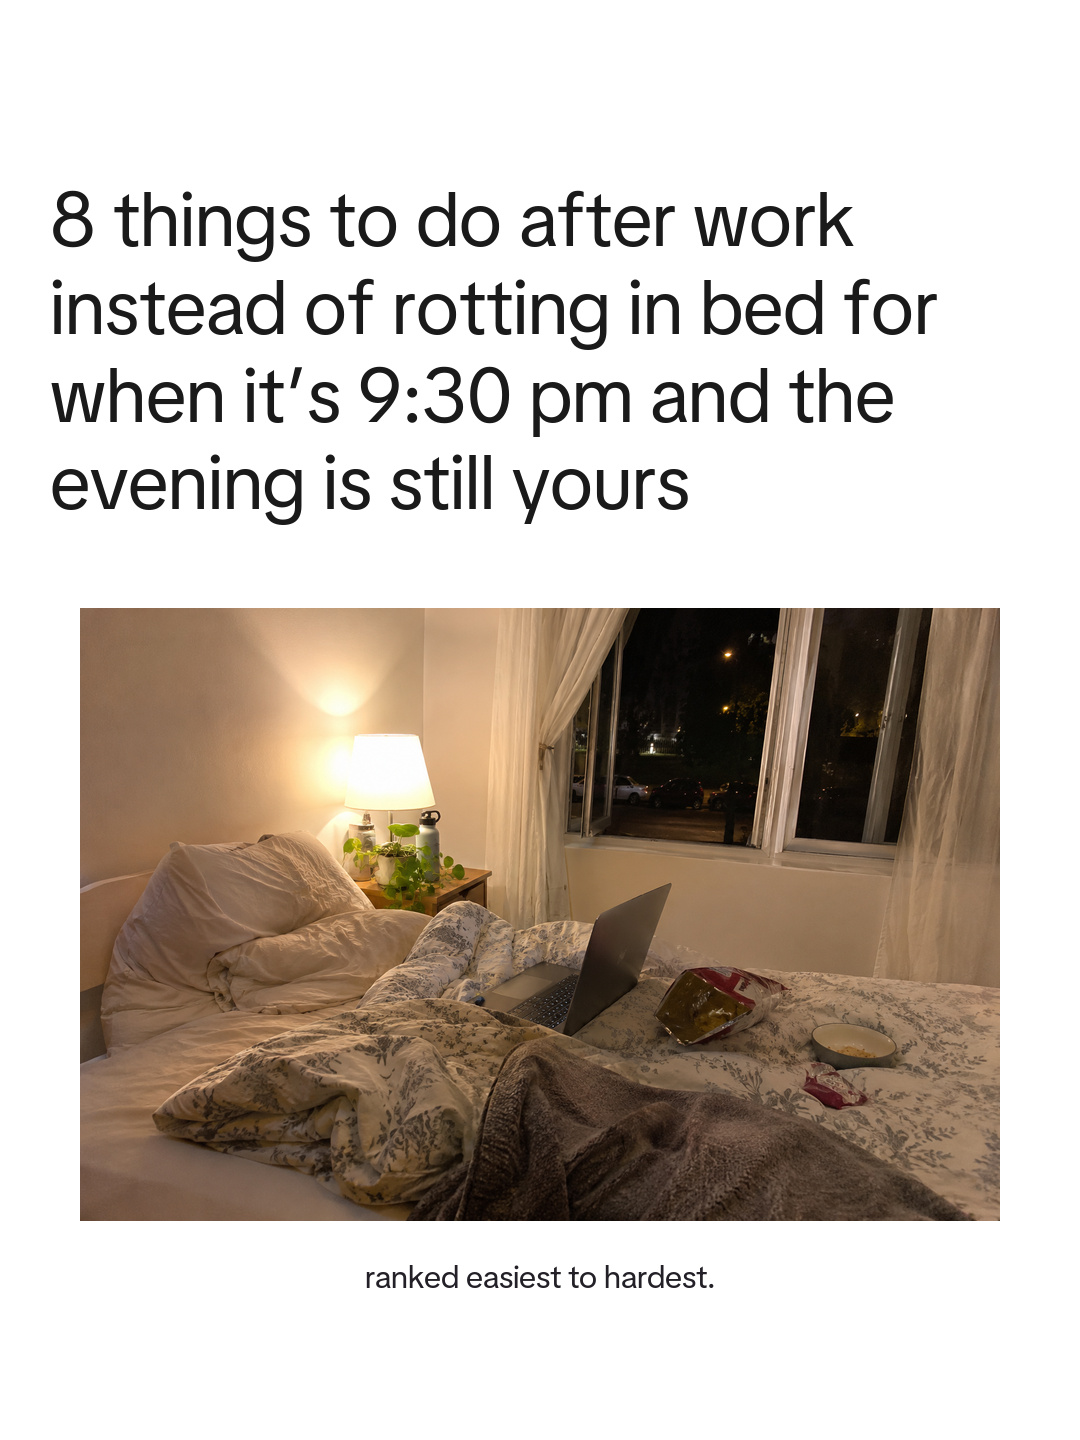 8 things to do after work
instead of rotting in bed for
when it’s 9:30 pm and the
evening is still yours
ranked easiest to hardest.